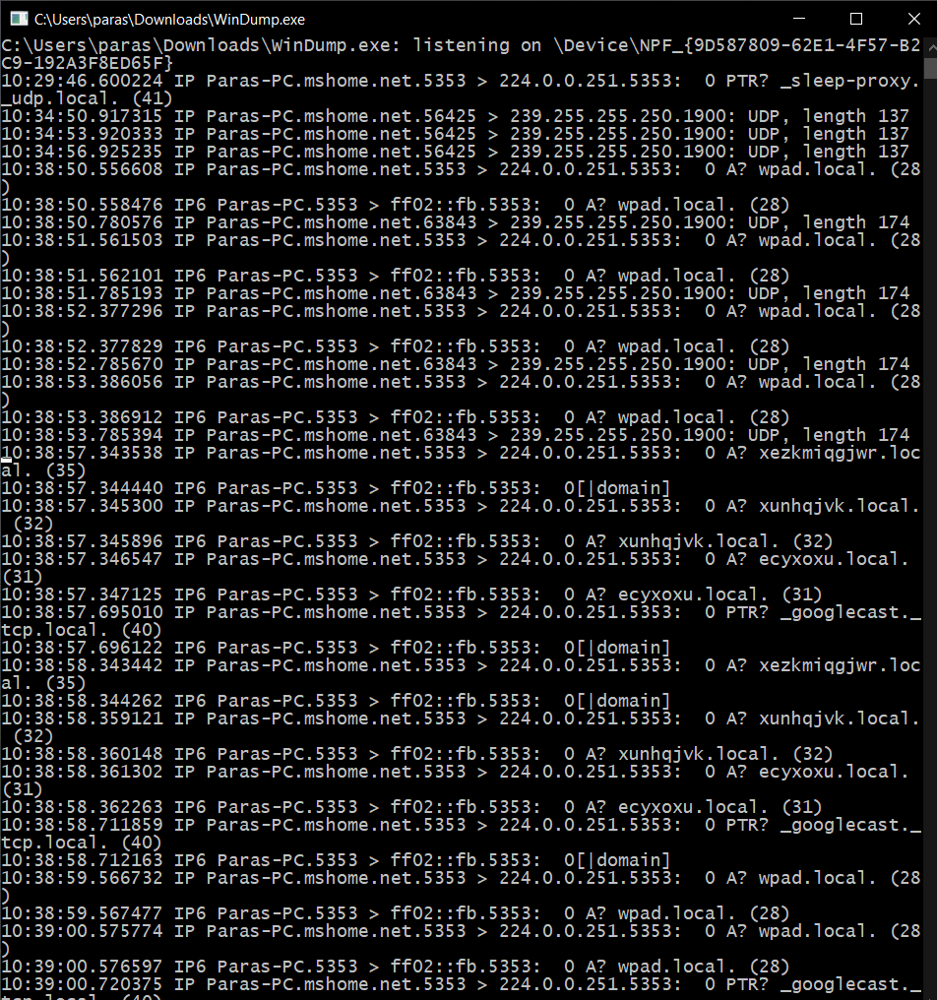 C:\Users\paras\Downloads\WinDump.exe
C:\Users\paras\Downloads\WinDump.exe: listening on \Device\NPF_{9D587809-62E1-4F57-B2
C9-192A3F8ED65F}
10:29:46.600224 IP Paras-PC.mshome.net.5353 > 224.0.0.251.5353:  0 PTR? _sleep-proxy.
_udp.local. (41)
10:34:50.917315 IP Paras-PC.mshome.net.56425 > 239.255.255.250.1900: UDP, length 137
10:34:53.920333 IP Paras-PC.mshome.net.56425 > 239.255.255.250.1900: UDP, length 137
10:34:56.925235 IP Paras-PC.mshome.net.56425 > 239.255.255.250.1900: UDP, length 137
10:38:50.556608 IP Paras-PC.mshome.net.5353 > 224.0.0.251.5353:  0 A? wpad.local. (28
)
10:38:50.558476 IP6 Paras-PC.5353 > ff02::fb.5353:  0 A? wpad.local. (28)
10:38:50.780576 IP Paras-PC.mshome.net.63843 > 239.255.255.250.1900: UDP, length 174
10:38:51.561503 IP Paras-PC.mshome.net.5353 > 224.0.0.251.5353:  0 A? wpad.local. (28
)
10:38:51.562101 IP6 Paras-PC.5353 > ff02::fb.5353:  0 A? wpad.local. (28)
10:38:51.785193 IP Paras-PC.mshome.net.63843 > 239.255.255.250.1900: UDP, length 174
10:38:52.377296 IP Paras-PC.mshome.net.5353 > 224.0.0.251.5353:  0 A? wpad.local. (28
)
10:38:52.377829 IP6 Paras-PC.5353 > ff02::fb.5353:  0 A? wpad.local. (28)
10:38:52.785670 IP Paras-PC.mshome.net.63843 > 239.255.255.250.1900: UDP, length 174
10:38:53.386056 IP Paras-PC.mshome.net.5353 > 224.0.0.251.5353:  0 A? wpad.local. (28
)
10:38:53.386912 IP6 Paras-PC.5353 > ff02::fb.5353:  0 A? wpad.local. (28)
10:38:53.785394 IP Paras-PC.mshome.net.63843 > 239.255.255.250.1900: UDP, length 174
10:38:57.343538 IP Paras-PC.mshome.net.5353 > 224.0.0.251.5353:  0 A? xezkmiqgjwr.loc
al. (35)
10:38:57.344440 IP6 Paras-PC.5353 > ff02::fb.5353:  0[|domain]
10:38:57.345300 IP Paras-PC.mshome.net.5353 > 224.0.0.251.5353:  0 A? xunhqjvk.local.
 (32)
10:38:57.345896 IP6 Paras-PC.5353 > ff02::fb.5353:  0 A? xunhqjvk.local. (32)
10:38:57.346547 IP Paras-PC.mshome.net.5353 > 224.0.0.251.5353:  0 A? ecyxoxu.local.
(31)
10:38:57.347125 IP6 Paras-PC.5353 > ff02::fb.5353:  0 A? ecyxoxu.local. (31)
10:38:57.695010 IP Paras-PC.mshome.net.5353 > 224.0.0.251.5353:  0 PTR? _googlecast._
tcp.local. (40)
10:38:57.696122 IP6 Paras-PC.5353 > ff02::fb.5353:  0[|domain]
10:38:58.343442 IP Paras-PC.mshome.net.5353 > 224.0.0.251.5353:  0 A? xezkmiqgjwr.loc
al. (35)
10:38:58.344262 IP6 Paras-PC.5353 > ff02::fb.5353:  0[|domain]
10:38:58.359121 IP Paras-PC.mshome.net.5353 > 224.0.0.251.5353:  0 A? xunhqjvk.local.
 (32)
10:38:58.360148 IP6 Paras-PC.5353 > ff02::fb.5353:  0 A? xunhqjvk.local. (32)
10:38:58.361302 IP Paras-PC.mshome.net.5353 > 224.0.0.251.5353:  0 A? ecyxoxu.local.
(31)
10:38:58.362263 IP6 Paras-PC.5353 > ff02::fb.5353:  0 A? ecyxoxu.local. (31)
10:38:58.711859 IP Paras-PC.mshome.net.5353 > 224.0.0.251.5353:  0 PTR? _googlecast._
tcp.local. (40)
10:38:58.712163 IP6 Paras-PC.5353 > ff02::fb.5353:  0[|domain]
10:38:59.566732 IP Paras-PC.mshome.net.5353 > 224.0.0.251.5353:  0 A? wpad.local. (28
)
10:38:59.567477 IP6 Paras-PC.5353 > ff02::fb.5353:  0 A? wpad.local. (28)
10:39:00.575774 IP Paras-PC.mshome.net.5353 > 224.0.0.251.5353:  0 A? wpad.local. (28
)
10:39:00.576597 IP6 Paras-PC.5353 > ff02::fb.5353:  0 A? wpad.local. (28)
10:39:00.720375 IP Paras-PC.mshome.net.5353 > 224.0.0.251.5353:  0 PTR? _googlecast._
tcp.local. (40)